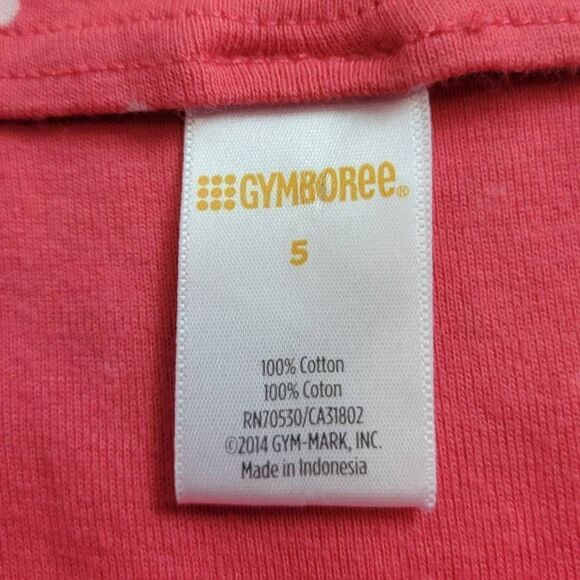 GYMBOREE®
5
100% Cotton
100% Coton
RN70530/CA31802
©2014 GYM-MARK, INC.
Made in Indonesia